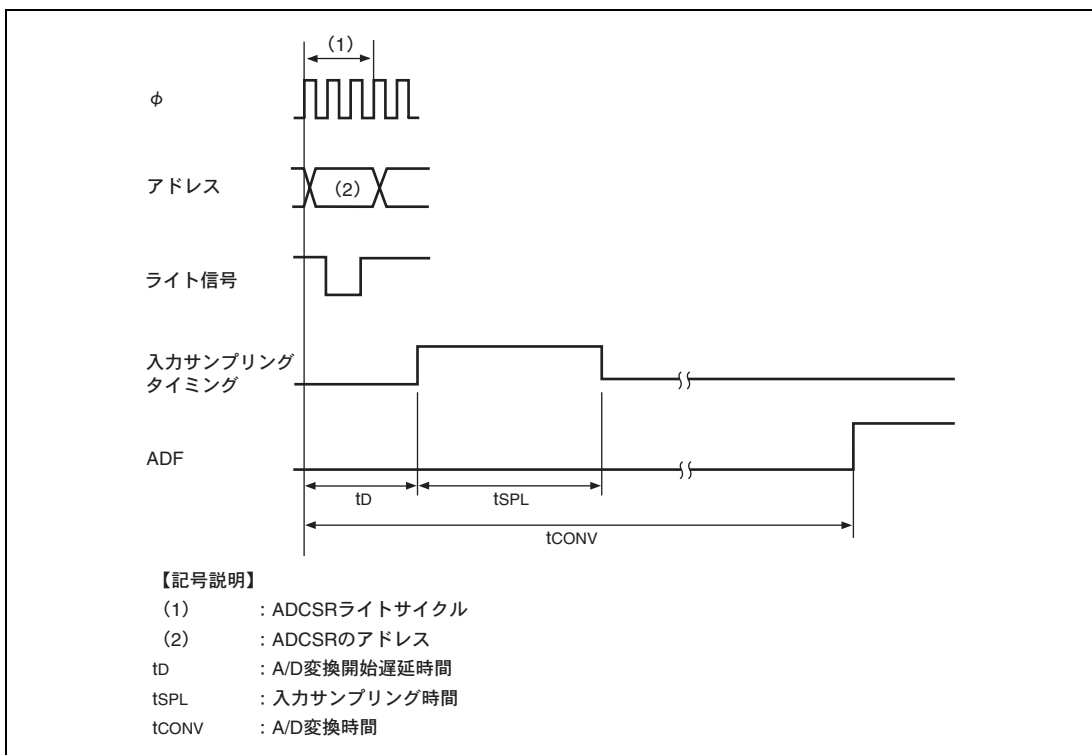 （1）
φ
アドレス
（2）
ライト信号
入力サンプリング
タイミング
ADF
tD
tSPL
tCONV
【記号説明】
（1） : ADCSRライトサイクル
（2） : ADCSRのアドレス
tD : A/D変換開始遅延時間
tSPL : 入力サンプリング時間
tCONV : A/D変換時間